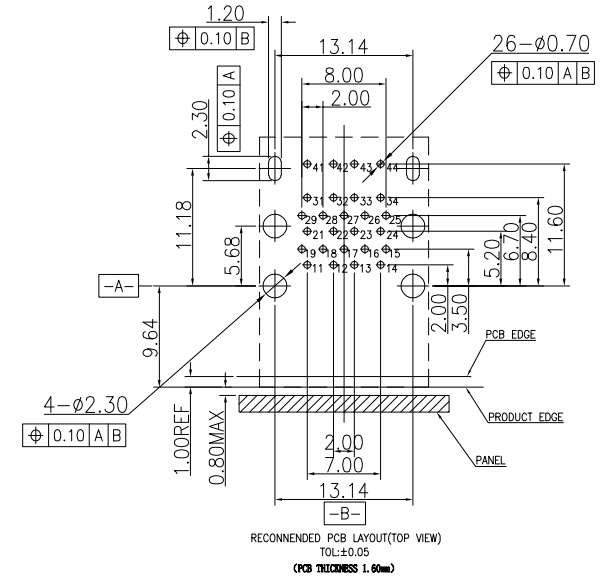 1.20
⌖ 0.10 B
13.14
26-ø0.70
⌖ 0.10 A B
8.00
2.00
2.30
⌖ 0.10 A
41 42 43 44
31 32 33 34
29 28 27 26 25
21 22 23 24
19 18 17 16 15
11 12 13 14
11.18
5.68
5.20
6.70
8.40
11.60
-A-
2.00
3.50
9.64
PCB EDGE
4-ø2.30
⌖ 0.10 A B
1.00REF
0.80MAX
PRODUCT EDGE
2.00
7.00
PANEL
13.14
-B-
RECONNENDED PCB LAYOUT(TOP VIEW)
TOL:±0.05
(PCB THICKNESS 1.60mm)